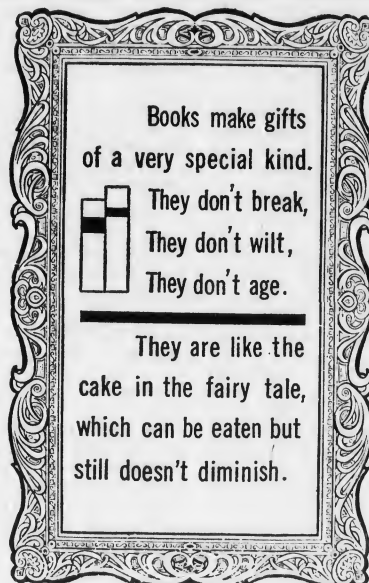 Books make gifts
of a very special kind.
They don't break,
They don't wilt,
They don't age.
They are like the
cake in the fairy tale,
which can be eaten but
still doesn't diminish.